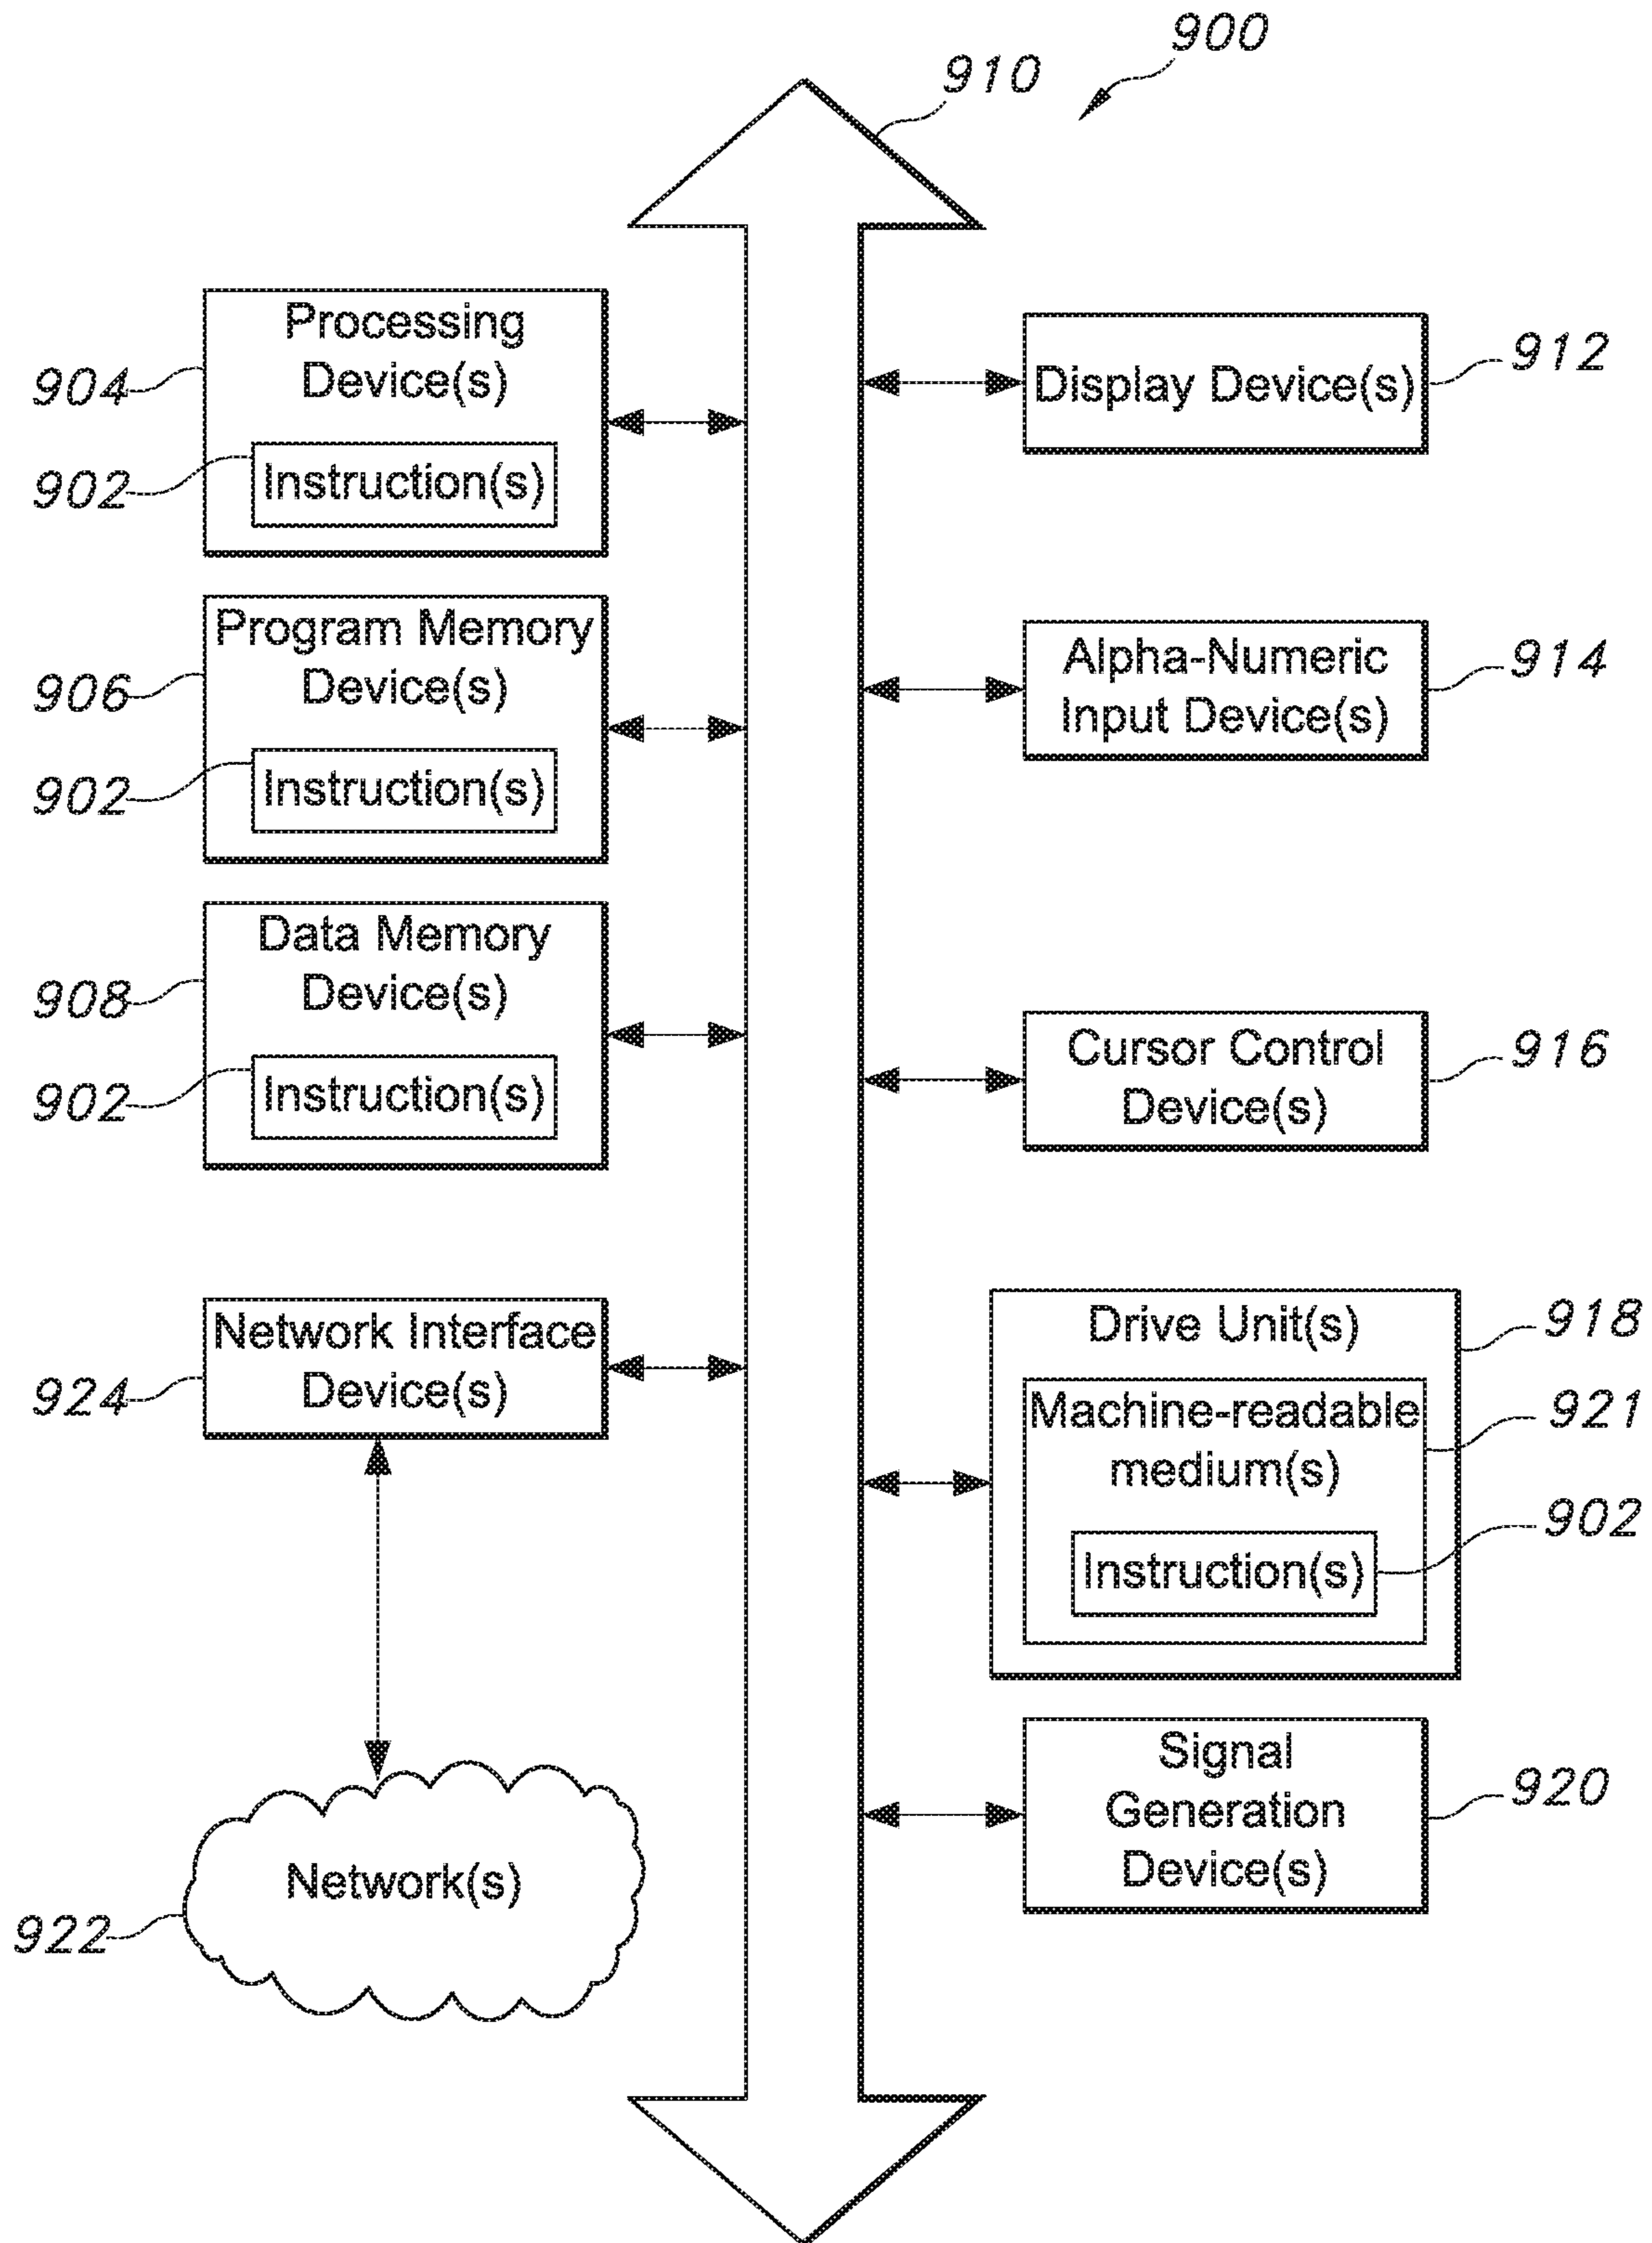 900
910
Processing
Device(s)
904
Instruction(s)
902
Program Memory
Device(s)
906
Instruction(s)
902
Data Memory
Device(s)
908
Instruction(s)
902
Network Interface
Device(s)
924
Network(s)
922
Display Device(s)
912
Alpha-Numeric
Input Device(s)
914
Cursor Control
Device(s)
916
Drive Unit(s)
918
Machine-readable
medium(s)
921
Instruction(s)
902
Signal
Generation
Device(s)
920